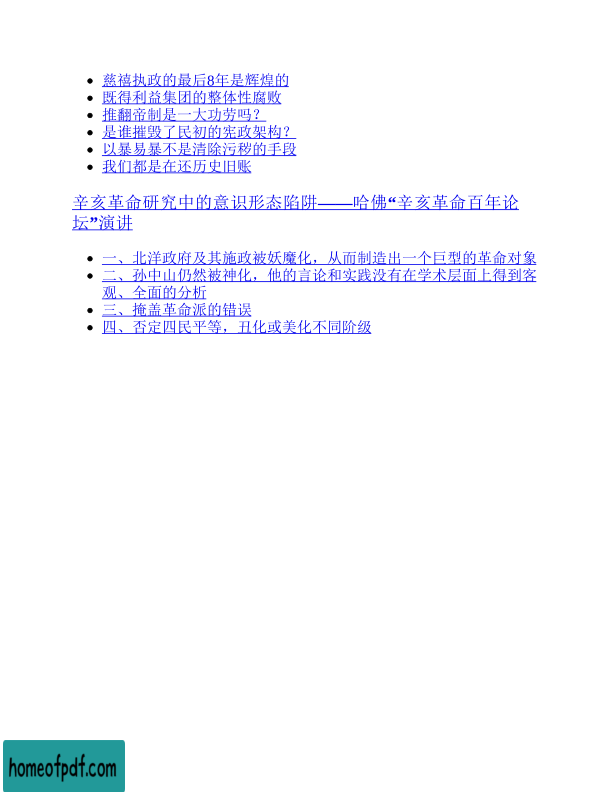 慈禧执政的最后8年是辉煌的
既得利益集团的整体性腐败
推翻帝制是一大功劳吗？
是谁摧毁了民初的宪政架构？
以暴易暴不是清除污秽的手段
我们都是在还历史旧账
辛亥革命研究中的意识形态陷阱——哈佛“辛亥革命百年论
坛”演讲
一、北洋政府及其施政被妖魔化，从而制造出一个巨型的革命对象
二、孙中山仍然被神化，他的言论和实践没有在学术层面上得到客
观、全面的分析
三、掩盖革命派的错误
四、否定四民平等，丑化或美化不同阶级
homeofpdf.com